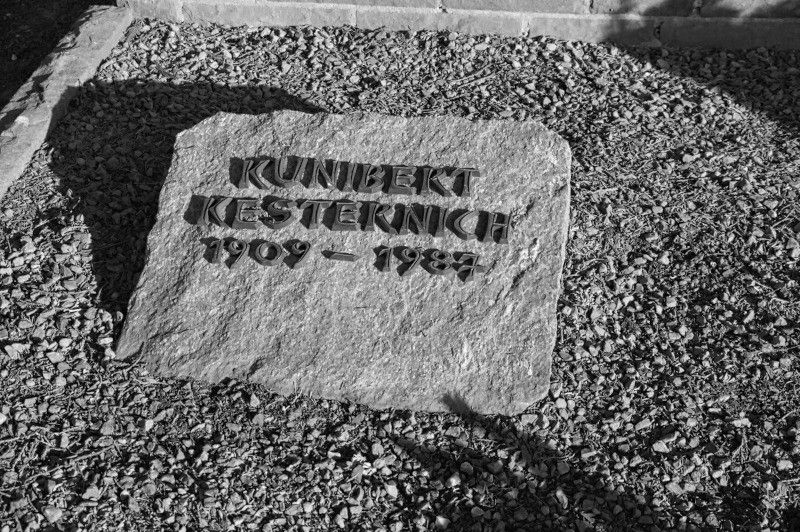 KUNIBERT
KESTERNICH
1909 – 1987